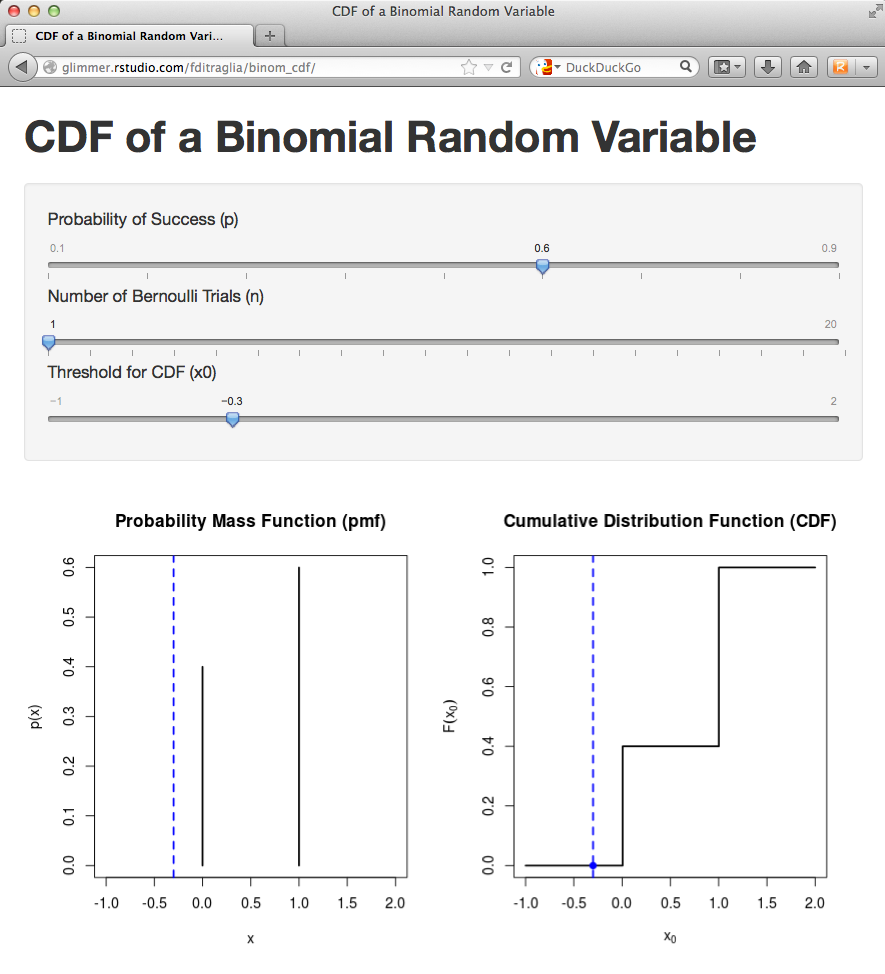 CDF of a Binomial Random Variable
CDF of a Binomial Random Vari...
glimmer.rstudio.com/fditraglia/binom_cdf/
DuckDuckGo
CDF of a Binomial Random Variable
Probability of Success (p)
0.1 0.6 0.9
Number of Bernoulli Trials (n)
1 20
Threshold for CDF (x0)
−1 −0.3 2
Probability Mass Function (pmf)
p(x)
0.6
0.5
0.4
0.3
0.2
0.1
0.0
-1.0 -0.5 0.0 0.5 1.0 1.5 2.0
x
Cumulative Distribution Function (CDF)
F(x₀)
1.0
0.8
0.6
0.4
0.2
0.0
-1.0 -0.5 0.0 0.5 1.0 1.5 2.0
x₀